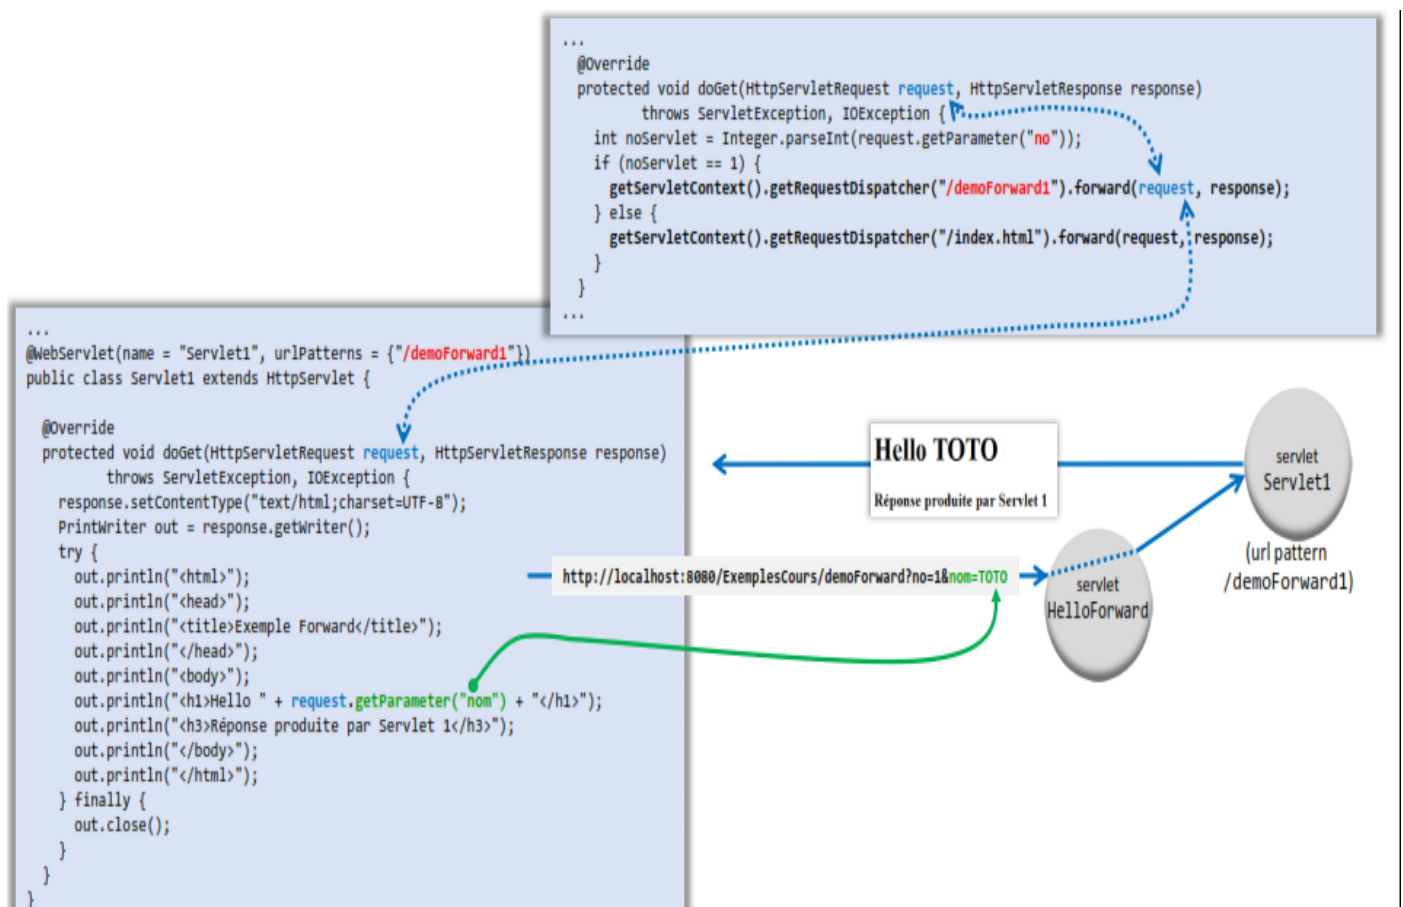 ...
@Override
protected void doGet(HttpServletRequest request, HttpServletResponse response)
throws ServletException, IOException {
int noServlet = Integer.parseInt(request.getParameter("no"));
if (noServlet == 1) {
getServletContext().getRequestDispatcher("/demoForward1").forward(request, response);
} else {
getServletContext().getRequestDispatcher("/index.html").forward(request, response);
}
}
...
...
@WebServlet(name = "Servlet1", urlPatterns = {"/demoForward1"})
public class Servlet1 extends HttpServlet {
@Override
protected void doGet(HttpServletRequest request, HttpServletResponse response)
throws ServletException, IOException {
response.setContentType("text/html;charset=UTF-8");
PrintWriter out = response.getWriter();
try {
out.println("<html>");
out.println("<head>");
out.println("<title>Exemple Forward</title>");
out.println("</head>");
out.println("<body>");
out.println("<h1>Hello " + request.getParameter("nom") + "</h1>");
out.println("<h3>Réponse produite par Servlet 1</h3>");
out.println("</body>");
out.println("</html>");
} finally {
out.close();
}
}
}
Hello TOTO
Réponse produite par Servlet 1
servlet
Servlet1
(url pattern
/demoForward1)
http://localhost:8080/ExemplesCours/demoForward?no=1&nom=TOTO
servlet
HelloForward